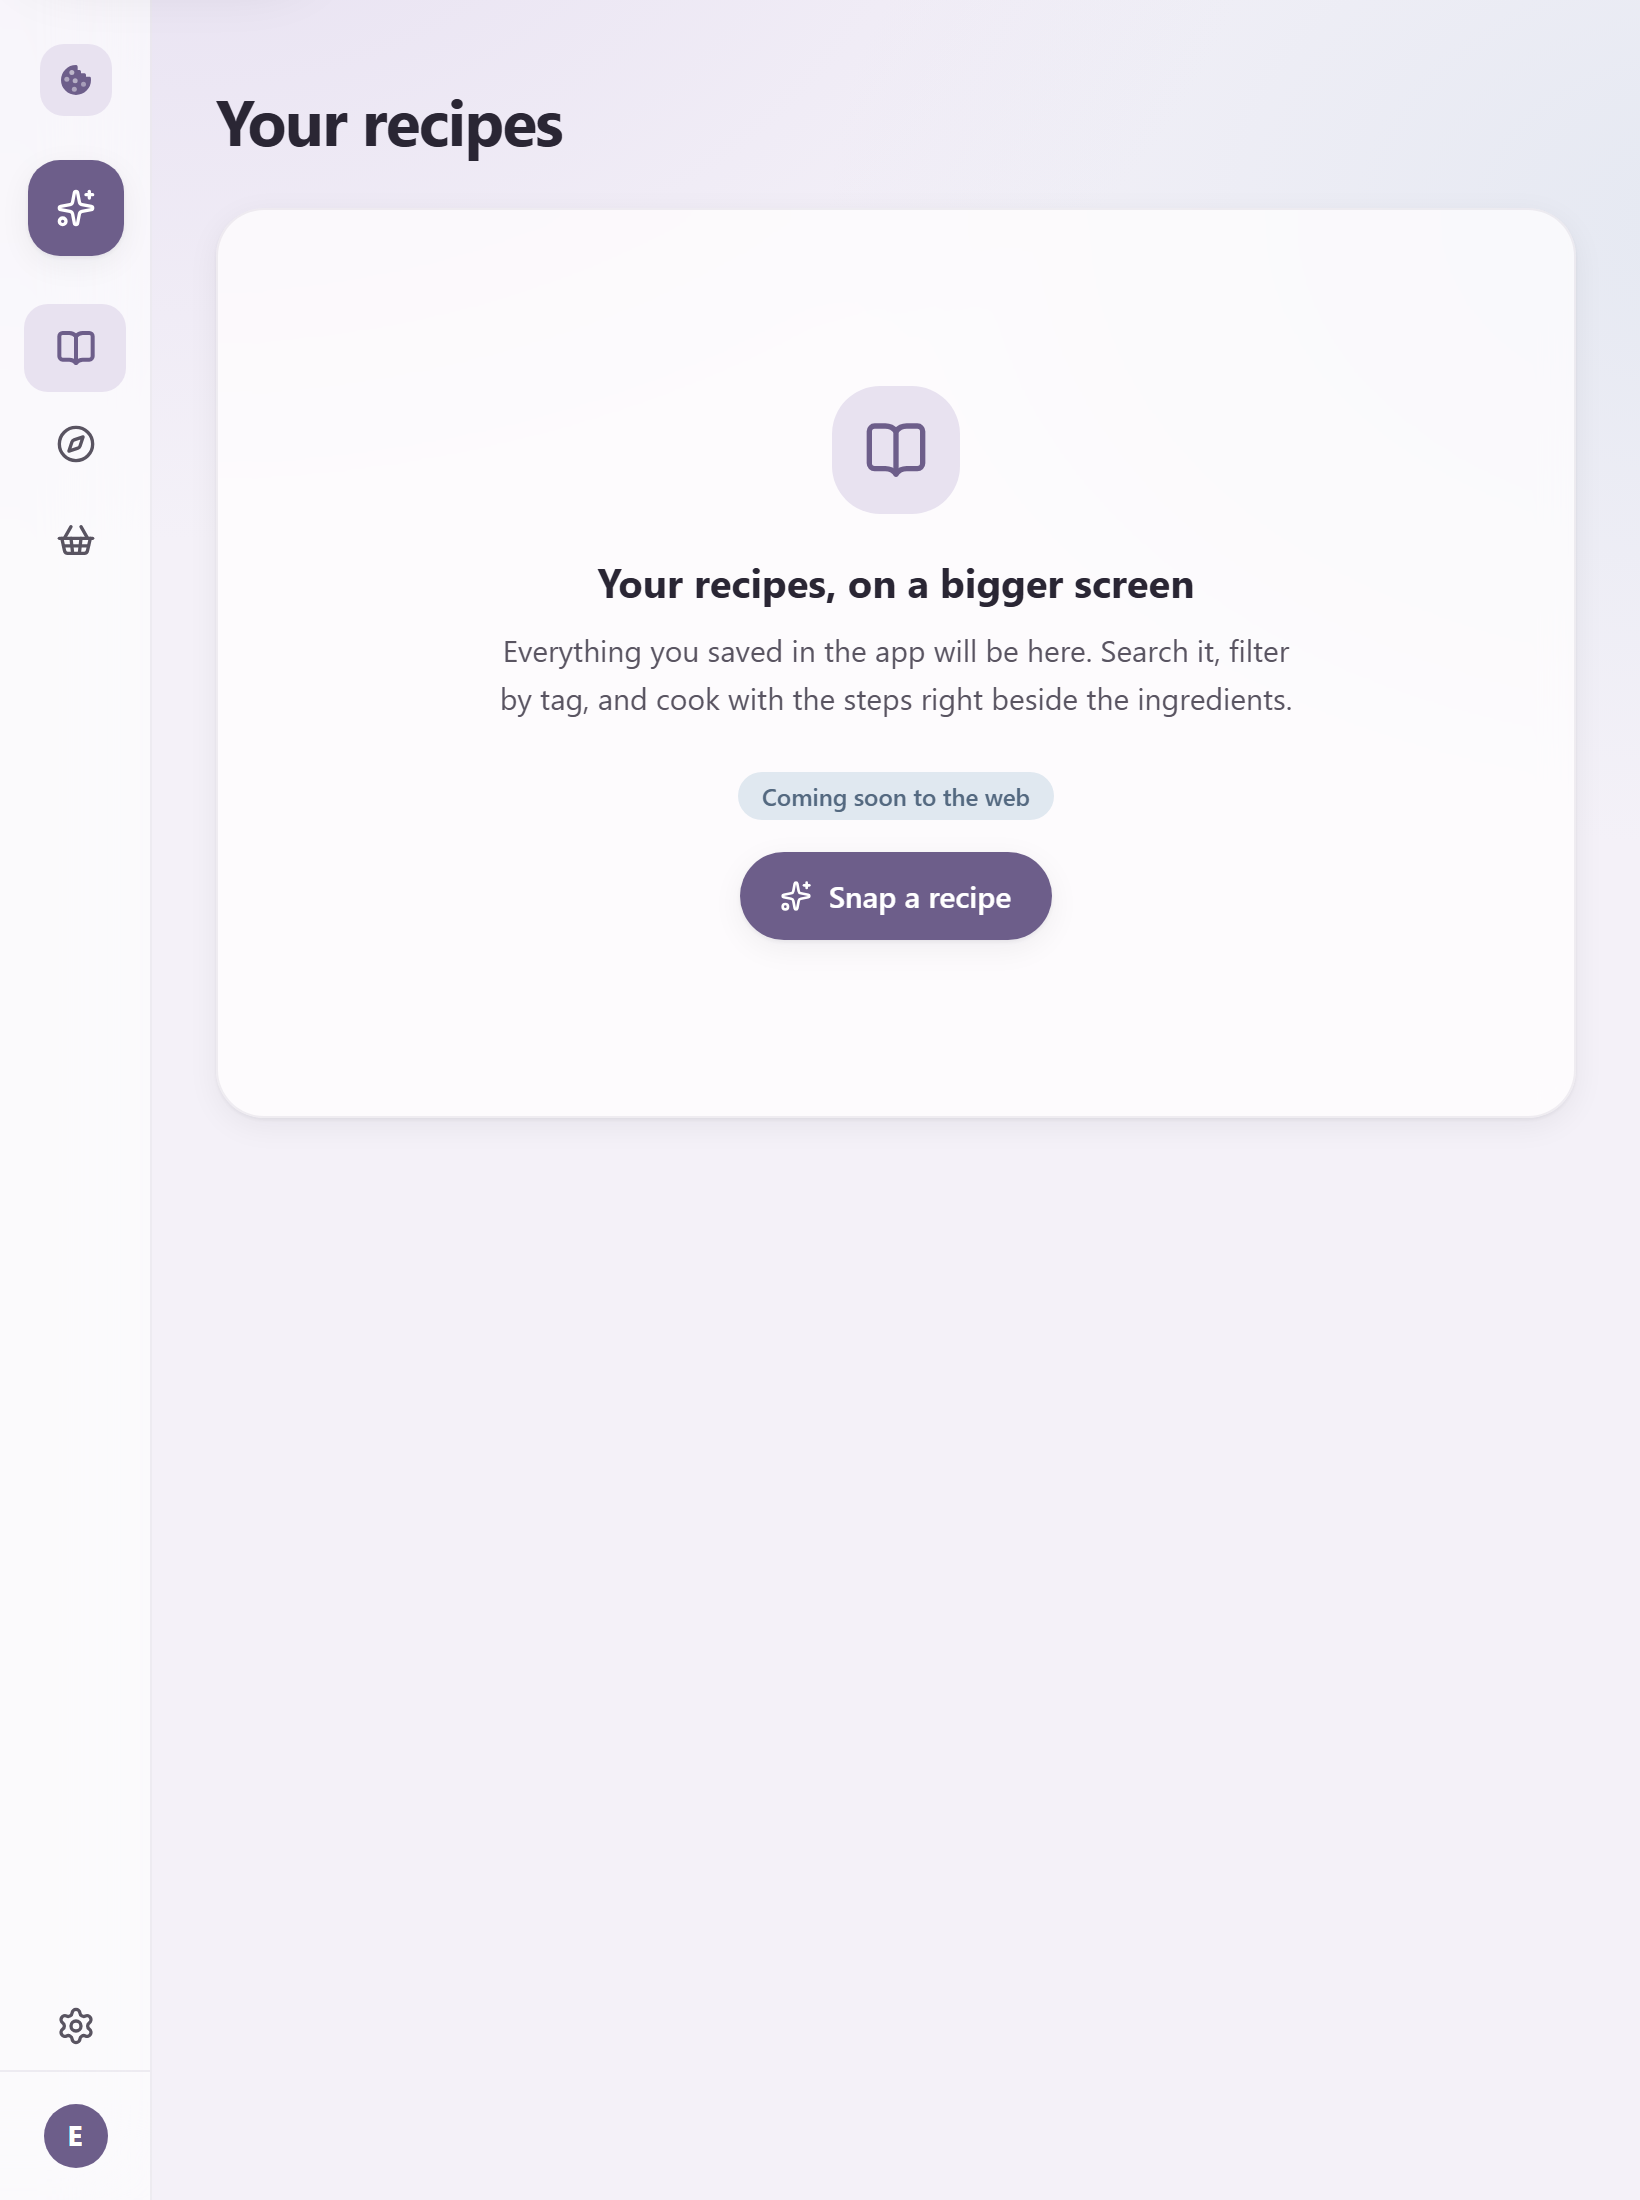 Your recipes
Your recipes, on a bigger screen
Everything you saved in the app will be here. Search it, filter
by tag, and cook with the steps right beside the ingredients.
Coming soon to the web
Snap a recipe
E